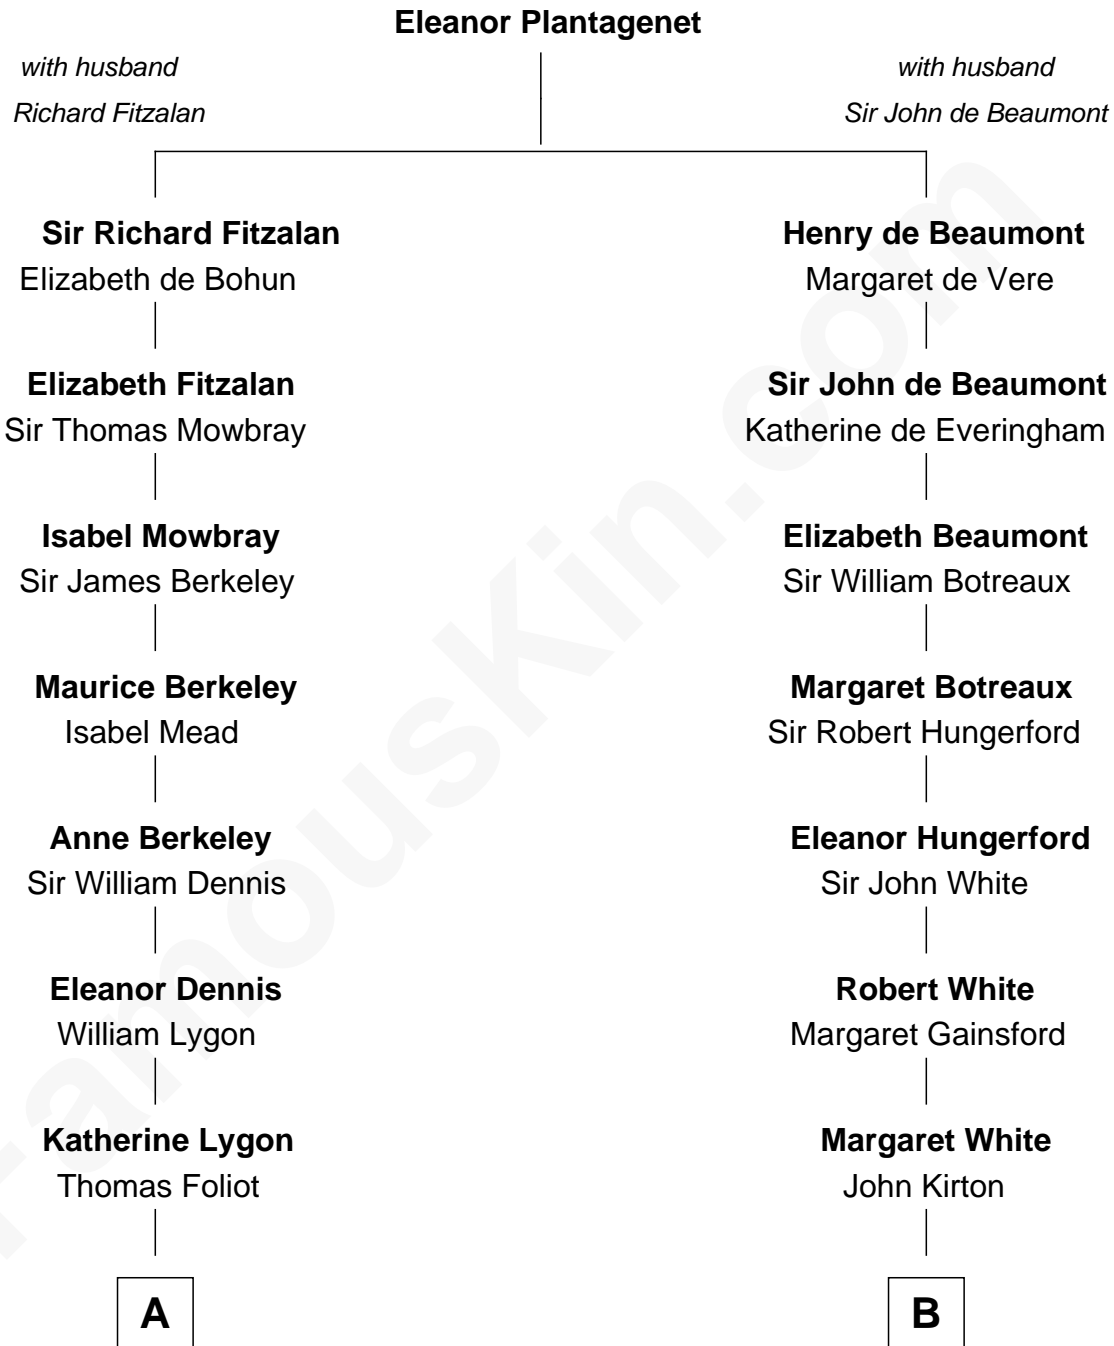 Eleanor Plantagenet
with husband
Richard Fitzalan
with husband
Sir John de Beaumont
Sir Richard Fitzalan
Elizabeth de Bohun
Henry de Beaumont
Margaret de Vere
Elizabeth Fitzalan
Sir Thomas Mowbray
Sir John de Beaumont
Katherine de Everingham
Isabel Mowbray
Sir James Berkeley
Elizabeth Beaumont
Sir William Botreaux
Maurice Berkeley
Isabel Mead
Margaret Botreaux
Sir Robert Hungerford
Anne Berkeley
Sir William Dennis
Eleanor Hungerford
Sir John White
Eleanor Dennis
William Lygon
Robert White
Margaret Gainsford
Katherine Lygon
Thomas Foliot
Margaret White
John Kirton
A
B
FamousKin.com